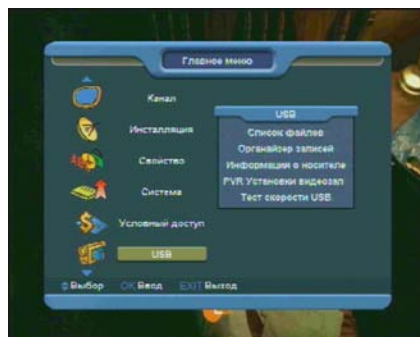 Главное меню
Канал
Инсталляция
Свойство
Система
Условный доступ
USB
USB
Список файлов
Органайзер записей
Информации о носителе
PVR Установки видеозап
Тест скорости USB
Выбор OK Ввод EXIT Выход